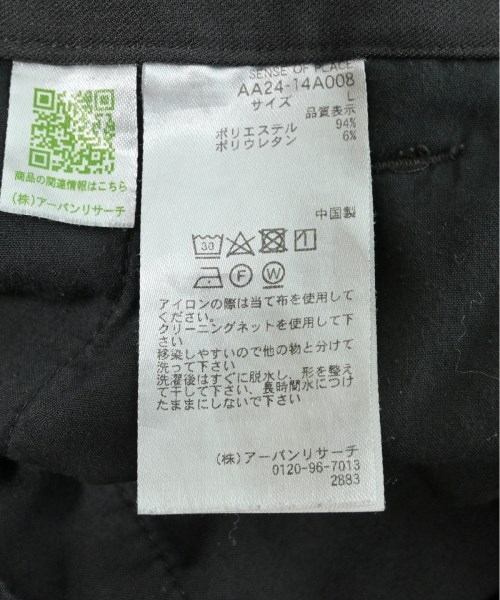 商品の関連情報はこちら
(株)アーバンリサーチ
SENSE OF PLACE
AA24-14A008
サイズ L
品質表示
ポリエステル 94%
ポリウレタン 6%
中国製
30
F
W
アイロンの際は当て布を使用して
ください。
クリーニングネットを使用して下
さい
移染しやすいので他の物と分けて
洗って下さい
洗濯後はすぐに脱水し、形を整え
て干して下さい、長時間水につけ
たままにしないで下さい
(株)アーバンリサーチ
0120-96-7013
2883